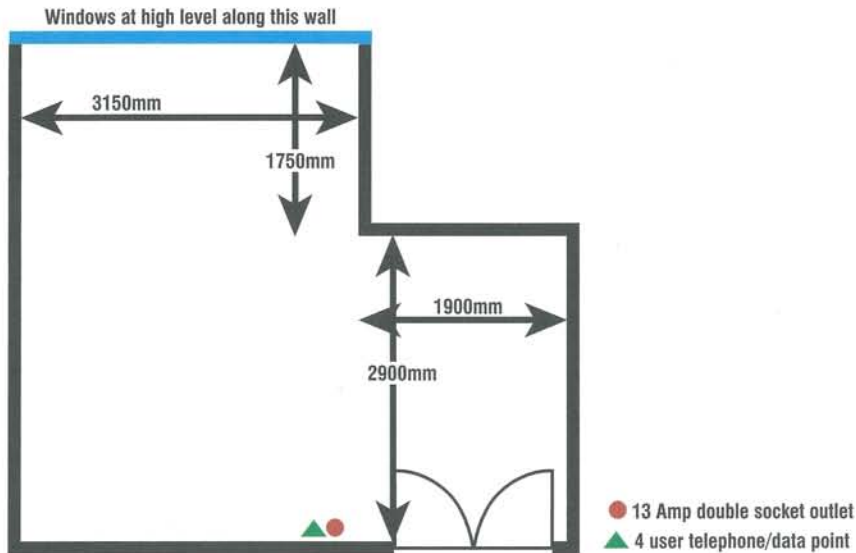 Windows at high level along this wall
3150mm
1750mm
1900mm
2900mm
13 Amp double socket outlet
4 user telephone/data point